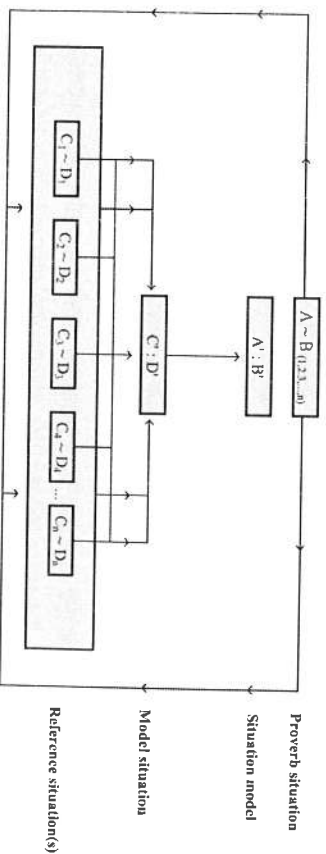 A ~ B (1,2,3,...,n) Proverb situation
A' : B' Situation model
C' : D' Model situation
C₁ ~ D₁ C₂ ~ D₂ C₃ ~ D₃ C₄ ~ D₄ ... Cₙ ~ Dₙ Reference situation(s)